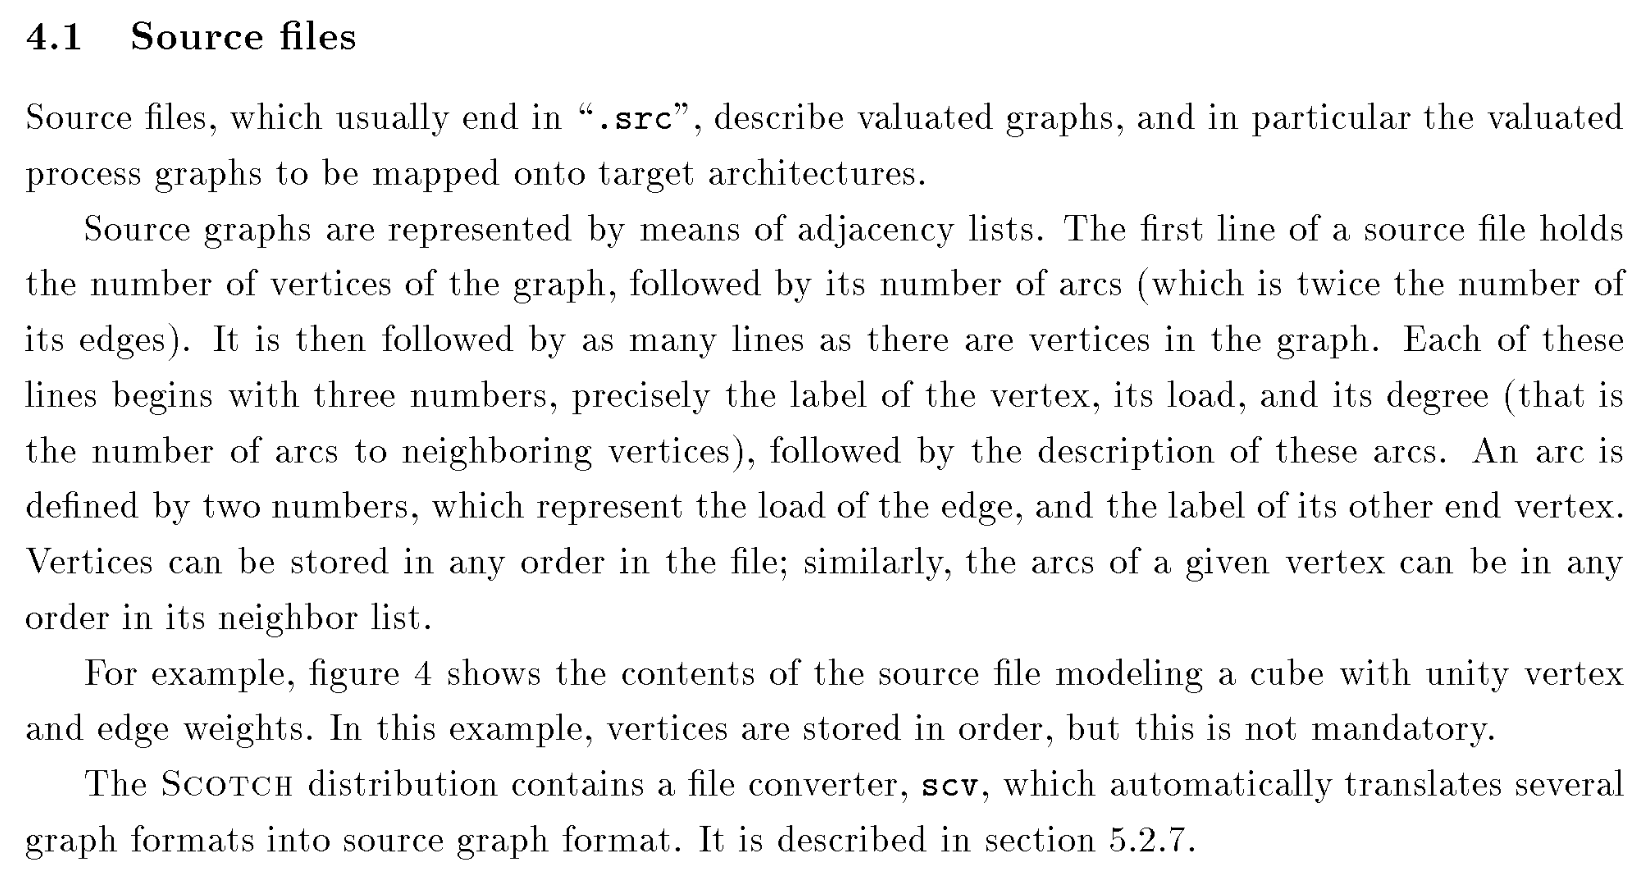 4.1 Source files
Source files, which usually end in “.src”, describe valuated graphs, and in particular the valuated
process graphs to be mapped onto target architectures.
Source graphs are represented by means of adjacency lists. The first line of a source file holds
the number of vertices of the graph, followed by its number of arcs (which is twice the number of
its edges). It is then followed by as many lines as there are vertices in the graph. Each of these
lines begins with three numbers, precisely the label of the vertex, its load, and its degree (that is
the number of arcs to neighboring vertices), followed by the description of these arcs. An arc is
defined by two numbers, which represent the load of the edge, and the label of its other end vertex.
Vertices can be stored in any order in the file; similarly, the arcs of a given vertex can be in any
order in its neighbor list.
For example, figure 4 shows the contents of the source file modeling a cube with unity vertex
and edge weights. In this example, vertices are stored in order, but this is not mandatory.
The SCOTCH distribution contains a file converter, scv, which automatically translates several
graph formats into source graph format. It is described in section 5.2.7.